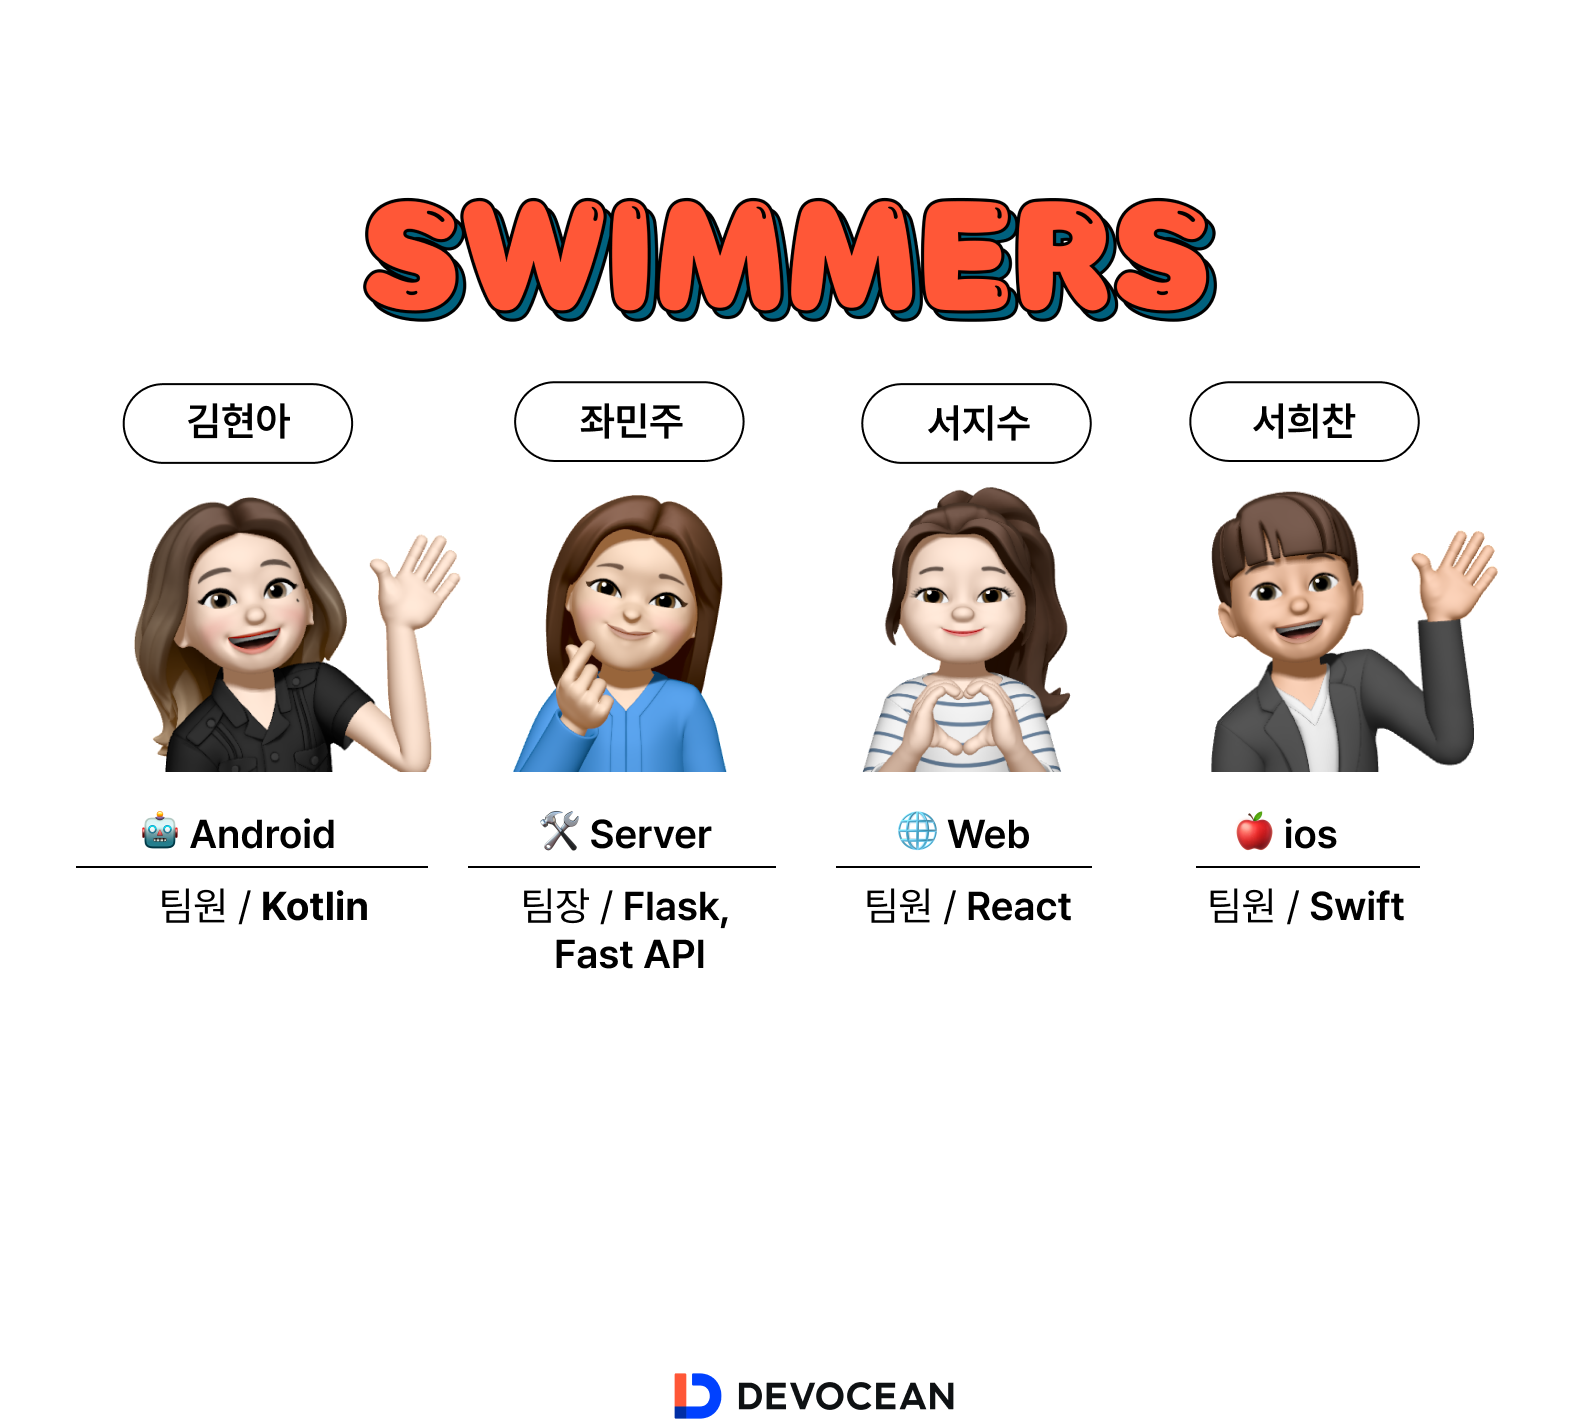 SWIMMERS
김현아
좌민주
서지수
서희찬
Android
Server
Web
ios
팀원 / Kotlin
팀장 / Flask,
Fast API
팀원 / React
팀원 / Swift
DEVOCEAN